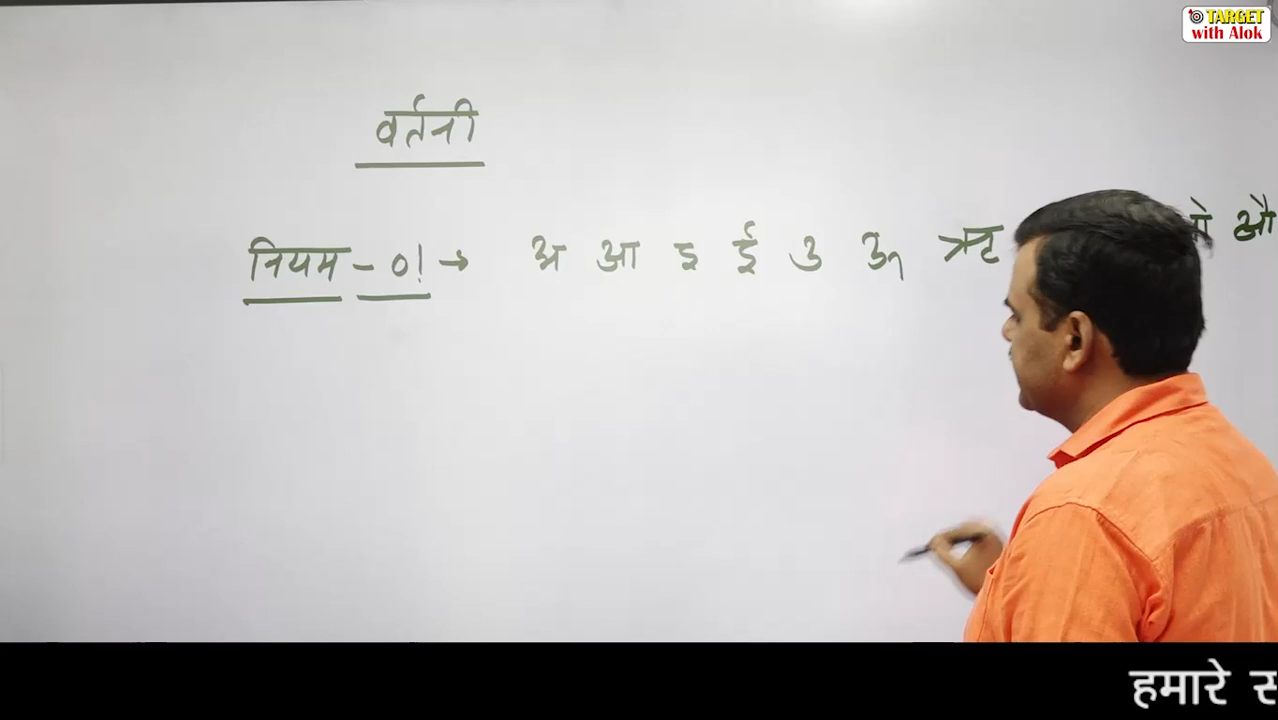 TARGET
with Alok
वर्तनी
नियम - 01 → अ आ इ ई उ ऊ ऋ औ
हमारे